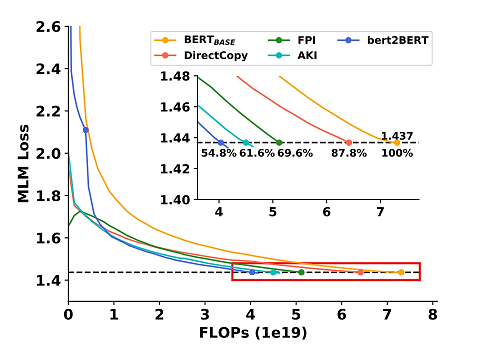 BERT_BASE FPI bert2BERT
DirectCopy AKI
2.6
2.4
2.2
2.0
1.8
1.6
1.4
MLM Loss
1.48
1.46
1.44
1.42
1.40
1.437
54.8% 61.6% 69.6% 87.8% 100%
4 5 6 7
0 1 2 3 4 5 6 7 8
FLOPs (1e19)